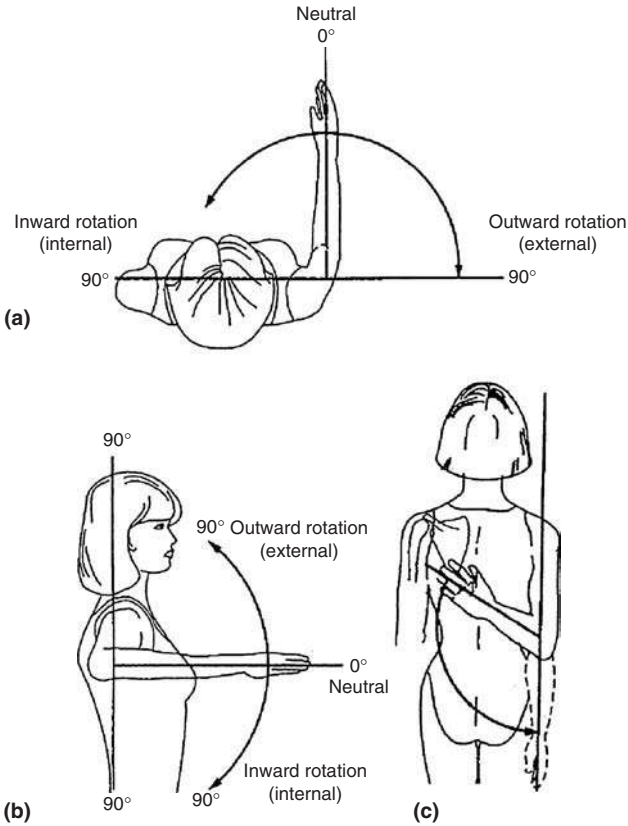 Neutral
0°
Inward rotation
(internal)
Outward rotation
(external)
90°
90°
(a)
90°
90° Outward rotation
(external)
0°
Neutral
Inward rotation
(internal)
90°
90°
(b)
(c)